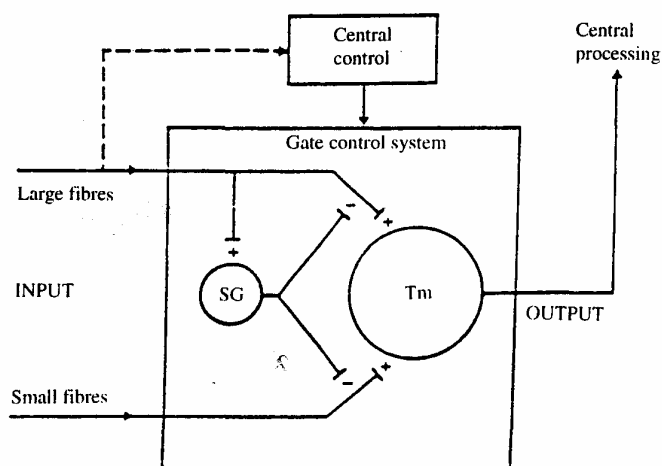 Central
control
Central
processing
Gate control system
Large fibres
-
+
+
INPUT
SG
Tm
OUTPUT
-
+
Small fibres